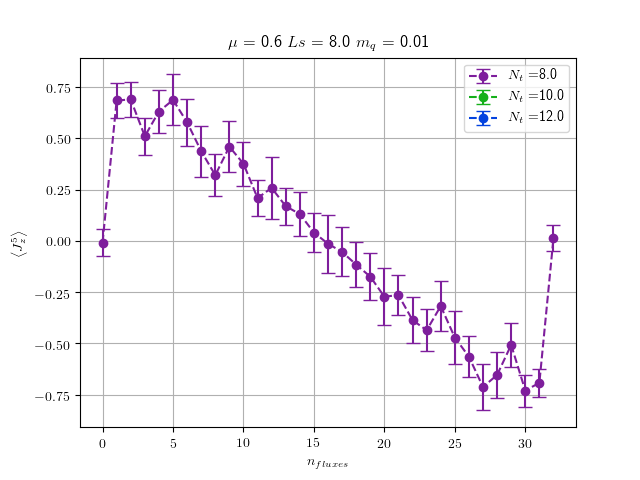 μ = 0.6 Ls = 8.0 m_q = 0.01
N_t =8.0
N_t =10.0
N_t =12.0
⟨J_z^5⟩
0.75
0.50
0.25
0.00
−0.25
−0.50
−0.75
0 5 10 15 20 25 30
n_{fluxes}